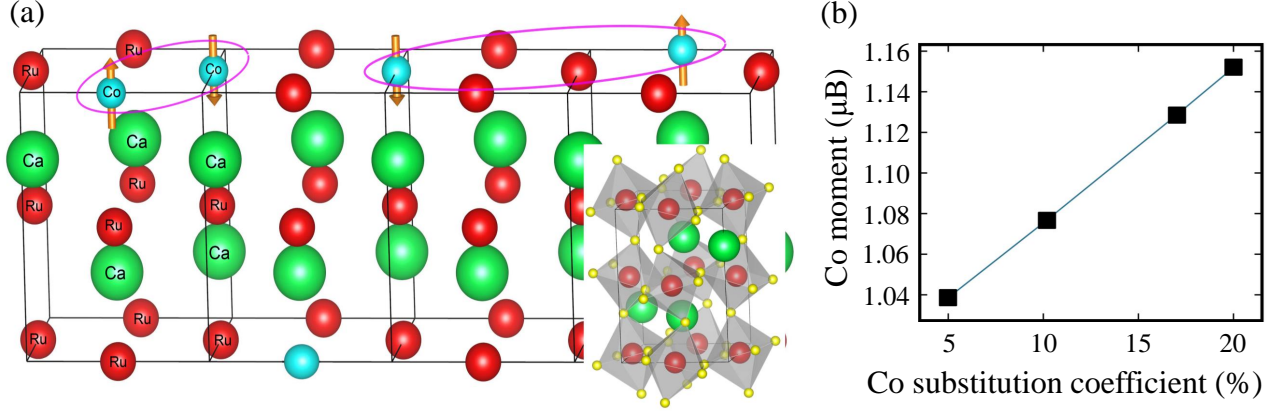 (a)
Ru
Ru
Co
Co
Ca
Ca
Ca
Ru
Ru
Ru
Ru
Ca
Ca
Ru
Ru
Ru
Ru
(b)
Co moment (μB)
1.16
1.14
1.12
1.10
1.08
1.06
1.04
5
10
15
20
Co substitution coefficient (%)